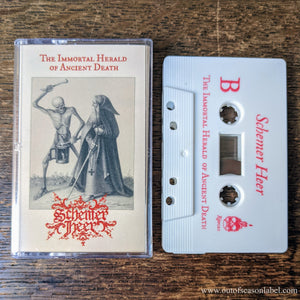 The Immortal Herald
of Ancient Death
Schemer
Heer
B
Schemer Heer
The Immortal Herald of Ancient Death
www.outofseasonlabel.com